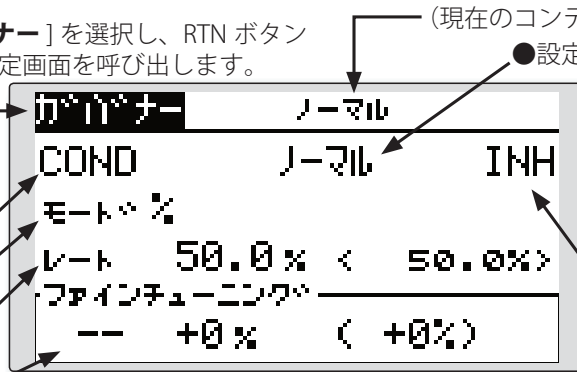 (現在のコンデ
ナー ] を選択し、RTN ボタン
定画面を呼び出します。
●設定
ガバナー ノーマル
COND ノーマル INH
モード %
レート 50.0% < 50.0%>
ファインチューニング
-- +0% ( +0%)